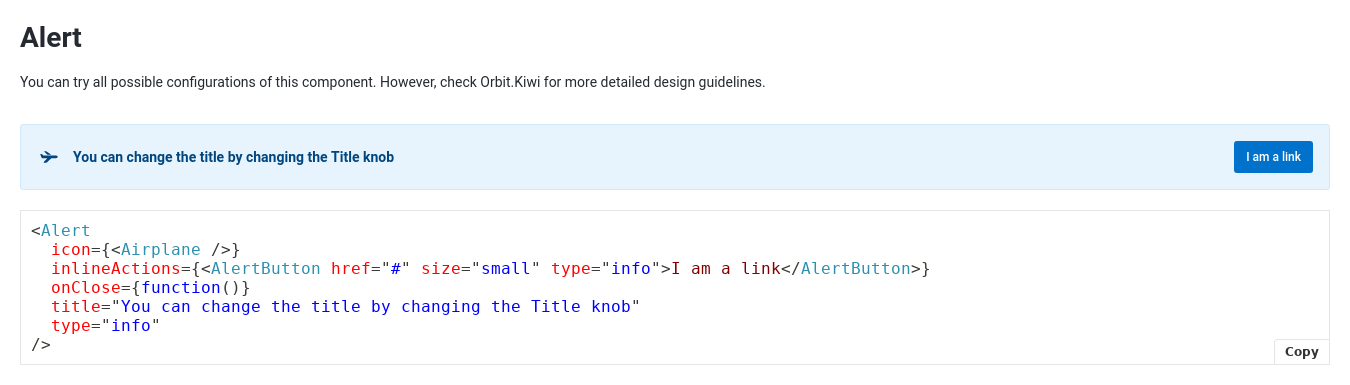 Alert
You can try all possible configurations of this component. However, check Orbit.Kiwi for more detailed design guidelines.
You can change the title by changing the Title knob
I am a link
<Alert
  icon={<Airplane />}
  inlineActions={<AlertButton href="#" size="small" type="info">I am a link</AlertButton>}
  onClose={function()}
  title="You can change the title by changing the Title knob"
  type="info"
/>
Copy